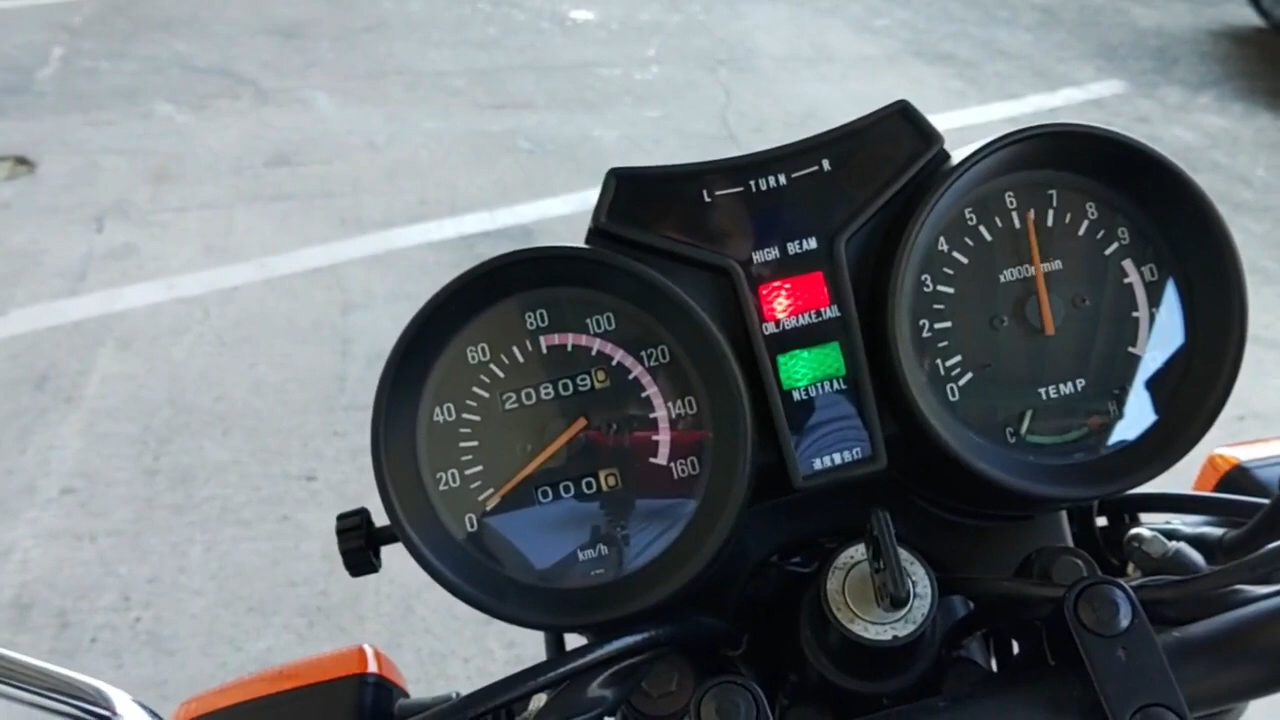 L TURN R
HIGH BEAM
OIL/BRAKE.TAIL
NEUTRAL
速度警告灯
0 20 40 60 80 100 120 140 160
208090
0000
km/h
0 1 2 3 4 5 6 7 8 9 10
x1000r/min
TEMP
C H